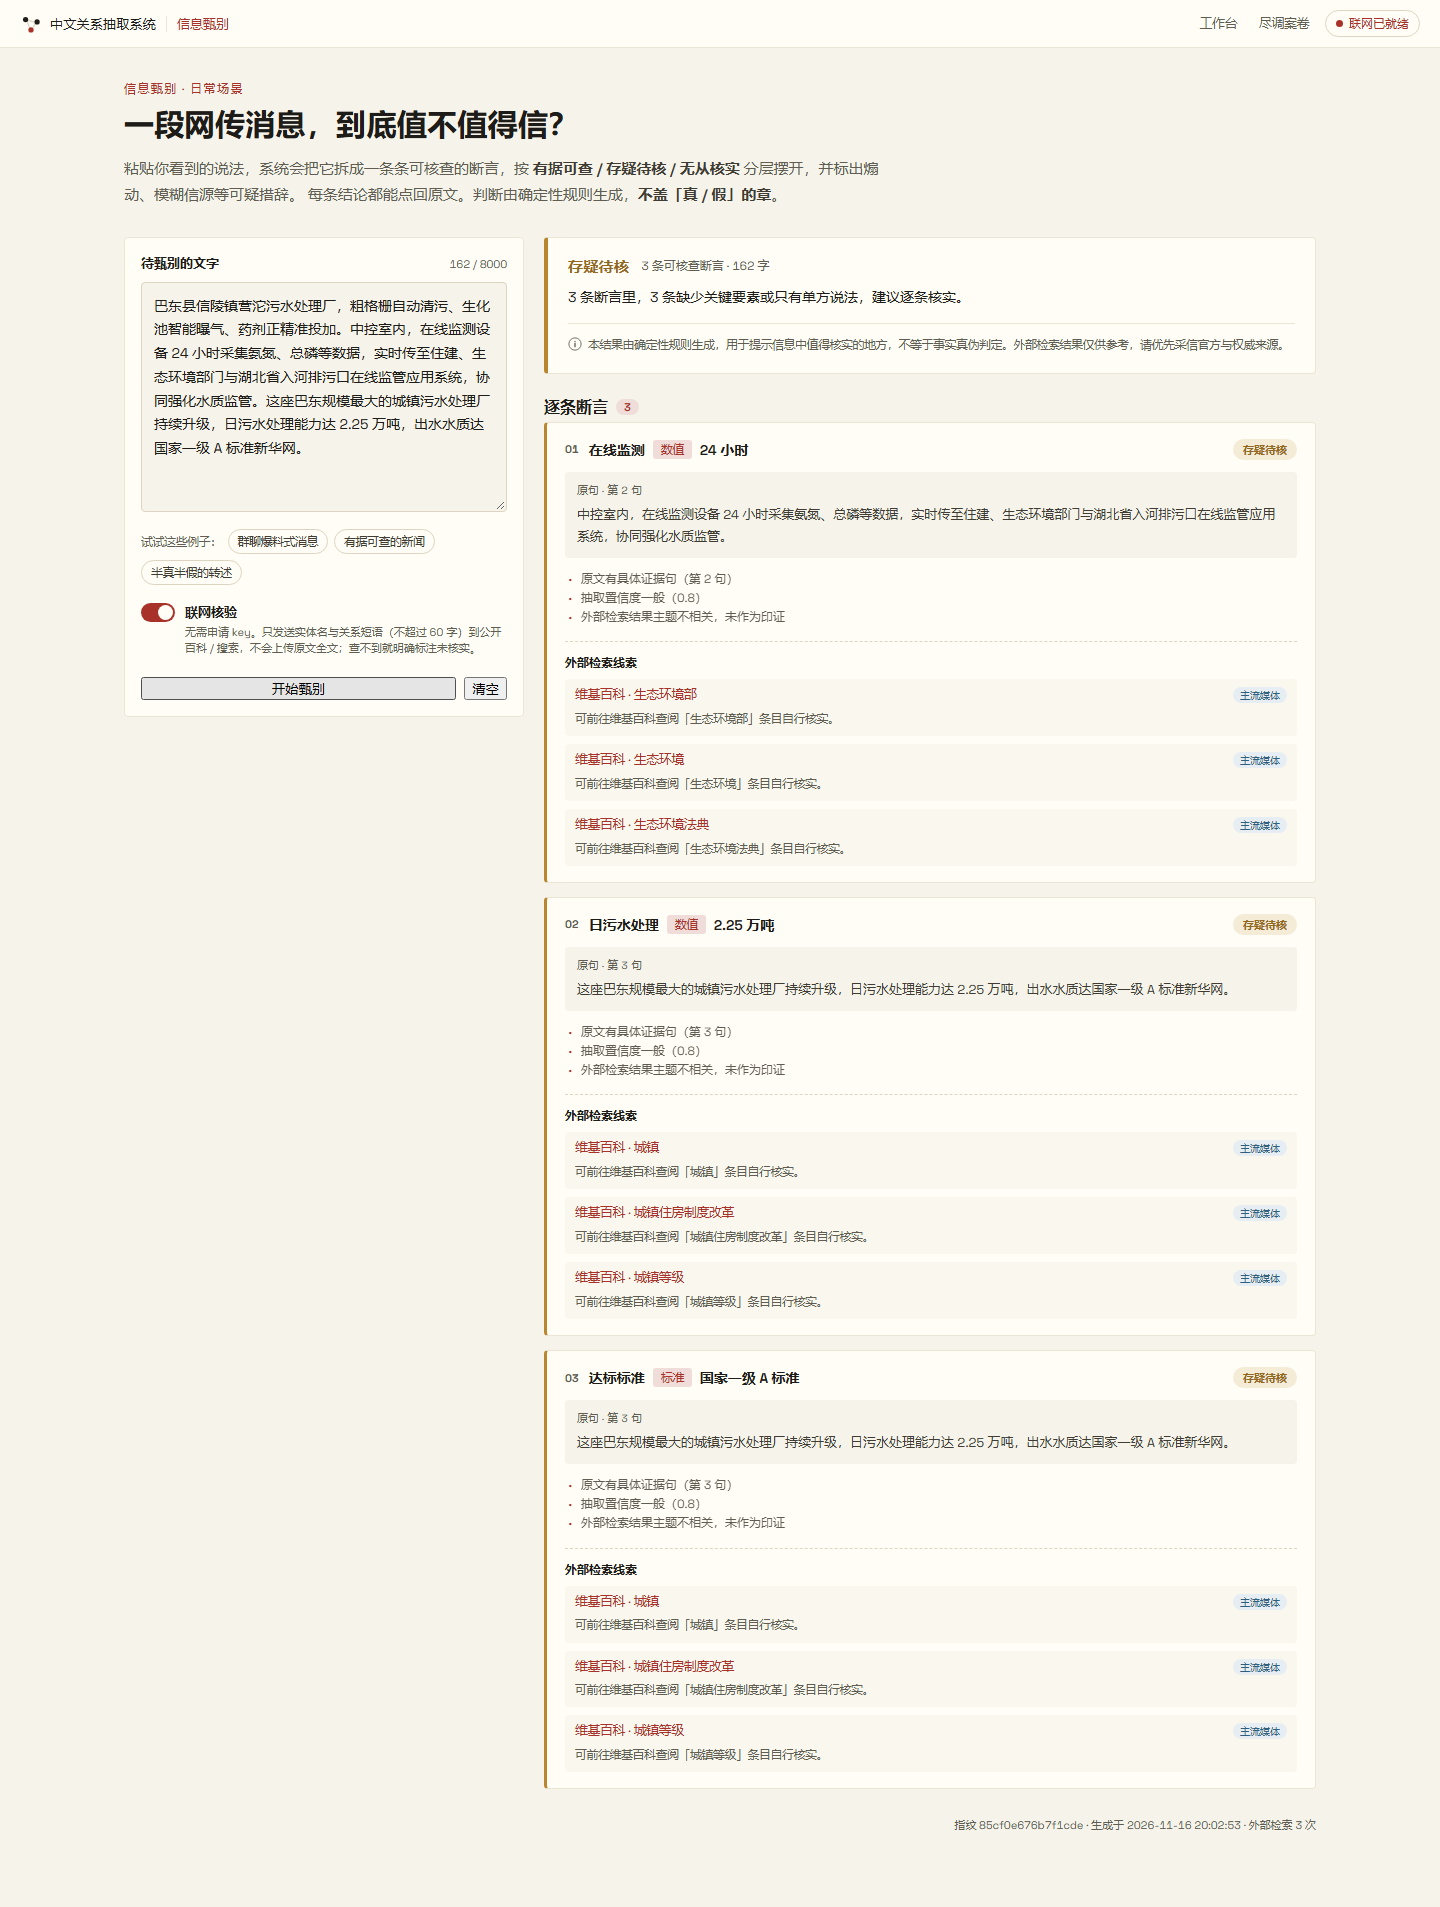 中文关系抽取系统 信息甄别 工作台 尽调案卷 联网已就绪
信息甄别 · 日常场景
一段网传消息，到底值不值得信？
粘贴你看到的说法，系统会把它拆成一条条可核查的断言，按 有据可查 / 存疑待核 / 无从核实 分层摆开，并标出煽
动、模糊信源等可疑措辞。 每条结论都能点回原文。判断由确定性规则生成，不盖「真 / 假」的章。
待甄别的文字 162 / 8000
巴东县信陵镇营沱污水处理厂，粗格栅自动清污、生化
池智能曝气、药剂正精准投加。中控室内，在线监测设
备 24 小时采集氨氮、总磷等数据，实时传至住建、生
态环境部门与湖北省入河排污口在线监管应用系统，协
同强化水质监管。这座巴东规模最大的城镇污水处理厂
持续升级，日污水处理能力达 2.25 万吨，出水水质达
国家一级 A 标准新华网。
试试这些例子： 群聊爆料式消息 有据可查的新闻
半真半假的转述
联网核验
无需申请 key。只发送实体名与关系短语（不超过 60 字）到公开
百科 / 搜索，不会上传原文全文；查不到就明确标注未核实。
开始甄别 清空
存疑待核 3 条可核查断言 · 162 字
3 条断言里，3 条缺少关键要素或只有单方说法，建议逐条核实。
本结果由确定性规则生成，用于提示信息中值得核实的地方，不等于事实真伪判定。外部检索结果仅供参考，请优先采信官方与权威来源。
逐条断言 3
01 在线监测 数值 24 小时 存疑待核
原句 · 第 2 句
中控室内，在线监测设备 24 小时采集氨氮、总磷等数据，实时传至住建、生态环境部门与湖北省入河排污口在线监管应用
系统，协同强化水质监管。
· 原文有具体证据句（第 2 句）
· 抽取置信度一般（0.8）
· 外部检索结果主题不相关，未作为印证
外部检索线索
维基百科 · 生态环境部 主流媒体
可前往维基百科查阅「生态环境部」条目自行核实。
维基百科 · 生态环境 主流媒体
可前往维基百科查阅「生态环境」条目自行核实。
维基百科 · 生态环境法典 主流媒体
可前往维基百科查阅「生态环境法典」条目自行核实。
02 日污水处理 数值 2.25 万吨 存疑待核
原句 · 第 3 句
这座巴东规模最大的城镇污水处理厂持续升级，日污水处理能力达 2.25 万吨，出水水质达国家一级 A 标准新华网。
· 原文有具体证据句（第 3 句）
· 抽取置信度一般（0.8）
· 外部检索结果主题不相关，未作为印证
外部检索线索
维基百科 · 城镇 主流媒体
可前往维基百科查阅「城镇」条目自行核实。
维基百科 · 城镇住房制度改革 主流媒体
可前往维基百科查阅「城镇住房制度改革」条目自行核实。
维基百科 · 城镇等级 主流媒体
可前往维基百科查阅「城镇等级」条目自行核实。
03 达标标准 标准 国家一级 A 标准 存疑待核
原句 · 第 3 句
这座巴东规模最大的城镇污水处理厂持续升级，日污水处理能力达 2.25 万吨，出水水质达国家一级 A 标准新华网。
· 原文有具体证据句（第 3 句）
· 抽取置信度一般（0.8）
· 外部检索结果主题不相关，未作为印证
外部检索线索
维基百科 · 城镇 主流媒体
可前往维基百科查阅「城镇」条目自行核实。
维基百科 · 城镇住房制度改革 主流媒体
可前往维基百科查阅「城镇住房制度改革」条目自行核实。
维基百科 · 城镇等级 主流媒体
可前往维基百科查阅「城镇等级」条目自行核实。
指纹 85cf0e676b7f1cde · 生成于 2026-11-16 20:02:53 · 外部检索 3 次